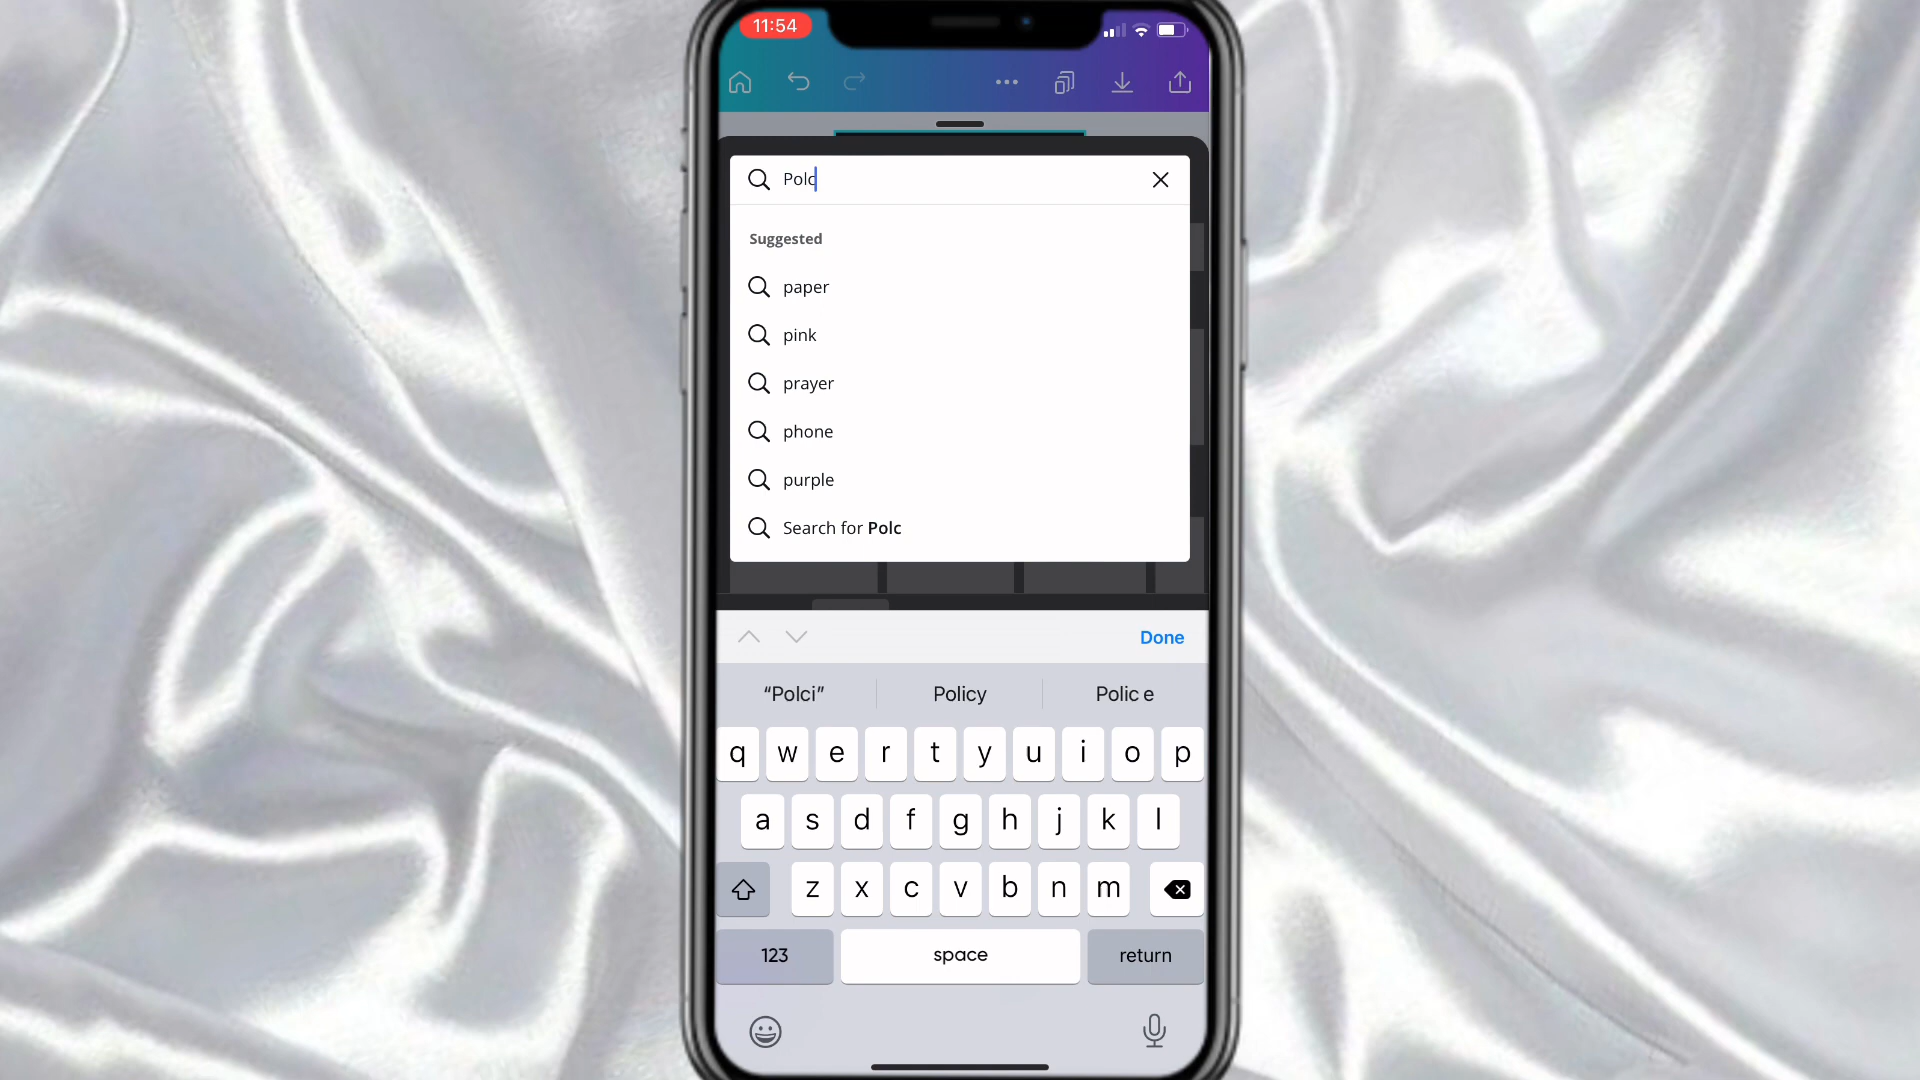 11:54
Polc
Suggested
paper
pink
prayer
phone
purple
Search for Polc
Done
“Polci” Policy Polic e
q w e r t y u i o p
a s d f g h j k l
z x c v b n m
123 space return